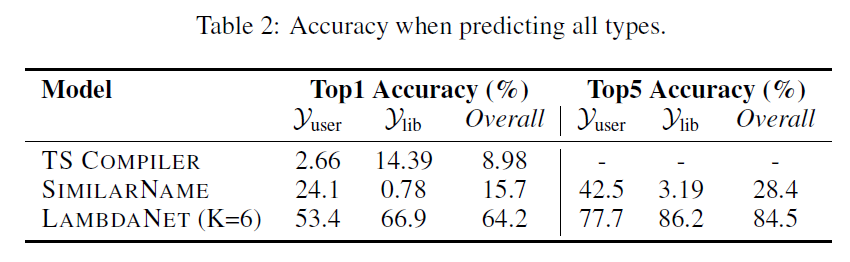 Table 2: Accuracy when predicting all types.
Model Top1 Accuracy (%) Top5 Accuracy (%)
𝒴user 𝒴lib Overall 𝒴user 𝒴lib Overall
TS COMPILER 2.66 14.39 8.98 - - -
SIMILARNAME 24.1 0.78 15.7 42.5 3.19 28.4
LAMBDANET (K=6) 53.4 66.9 64.2 77.7 86.2 84.5